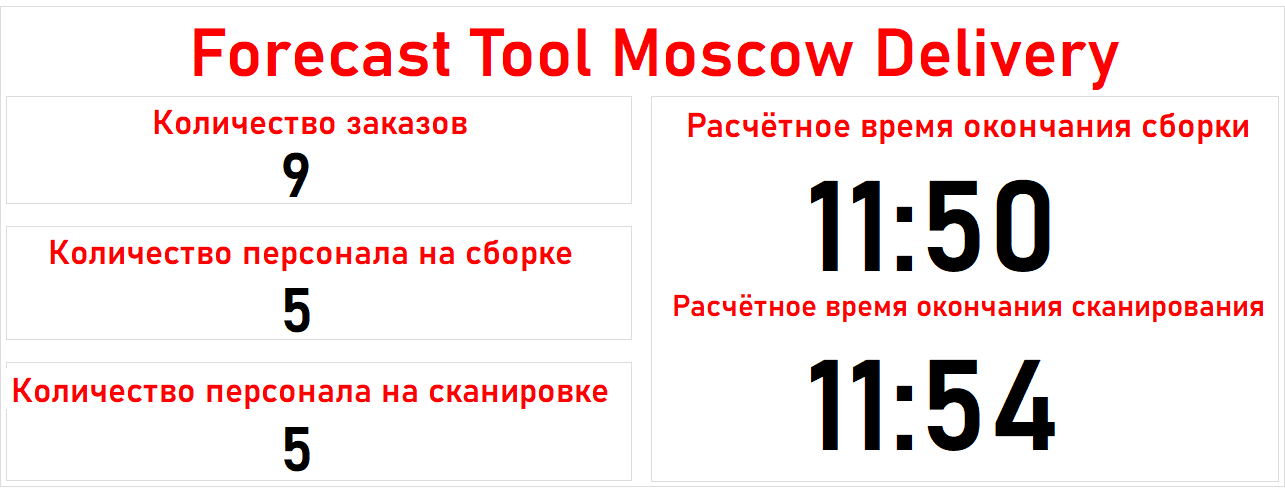 Forecast Tool Moscow Delivery
Количество заказов
9
Количество персонала на сборке
5
Количество персонала на сканировке
5
Расчётное время окончания сборки
11:50
Расчётное время окончания сканирования
11:54